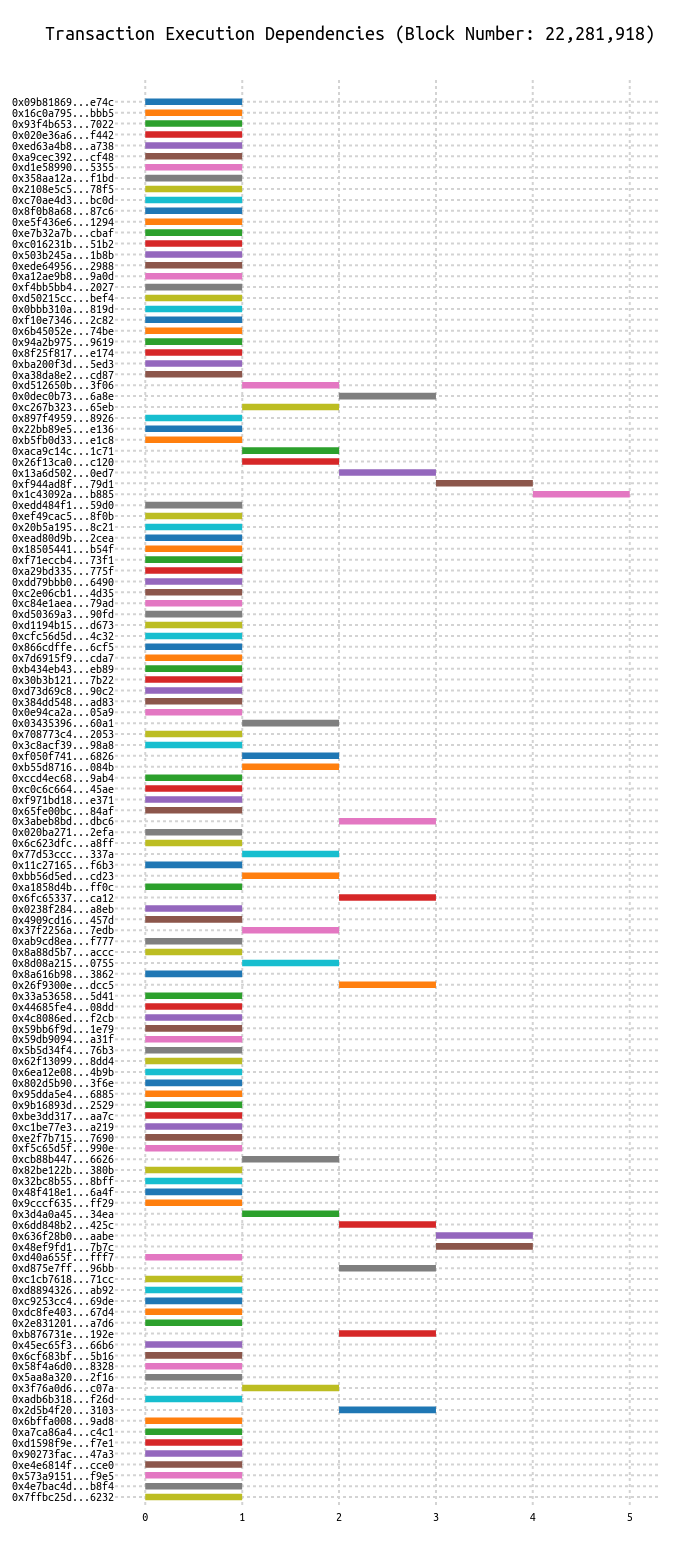 Transaction Execution Dependencies (Block Number: 22,281,918)
0x09b81869...e74c
0x16c0a795...bbb5
0x93f4b653...7022
0x020e36a6...f442
0xed63a4b8...a738
0xa9cec392...cf48
0xd1e58990...5355
0x358aa12a...f1bd
0x2108e5c5...78f5
0xc70ae4d3...bc0d
0x8f0b8a68...87c6
0xe5f436e6...1294
0xe7b32a7b...cbaf
0xc016231b...51b2
0x503b245a...1b8b
0xede64956...2988
0xa12ae9b8...9a0d
0xf4bb5bb4...2027
0xd50215cc...bef4
0x0bbb310a...819d
0xf10e7346...2c82
0x6b45052e...74be
0x94a2b975...9619
0x8f25f817...e174
0xba200f3d...5ed3
0xa38da8e2...cd87
0xd512650b...3f06
0x0dec0b73...6a8e
0xc267b323...65eb
0x897f4959...8926
0x22bb89e5...e136
0xb5fb0d33...e1c8
0xaca9c14c...1c71
0x26f13ca0...c120
0x13a6d502...0ed7
0xf944ad8f...79d1
0x1c43092a...b885
0xedd484f1...59d0
0xef49cac5...8f0b
0x20b5a195...8c21
0xead80d9b...2cea
0x18505441...b54f
0xf71eccb4...73f1
0xa29bd335...775f
0xdd79bbb0...6490
0xc2e06cb1...4d35
0xc84e1aea...79ad
0xd50369a3...90fd
0xd1194b15...d673
0xcfc56d5d...4c32
0x866cdffe...6cf5
0x7d6915f9...cda7
0xb434eb43...eb89
0x30b3b121...7b22
0xd73d69c8...90c2
0x384dd548...ad83
0x0e94ca2a...05a9
0x03435396...60a1
0x708773c4...2053
0x3c8acf39...98a8
0xf050f741...6826
0xb55d8716...084b
0xccd4ec68...9ab4
0xc0c6c664...45ae
0xf971bd18...e371
0x65fe00bc...84af
0x3abeb8bd...dbc6
0x020ba271...2efa
0x6c623dfc...a8ff
0x77d53ccc...337a
0x11c27165...f6b3
0xbb56d5ed...cd23
0xa1858d4b...ff0c
0x6fc65337...ca12
0x0238f284...a8eb
0x4909cd16...457d
0x37f2256a...7edb
0xab9cd8ea...f777
0x8a88d5b7...accc
0x8d08a215...0755
0x8a616b98...3862
0x26f9300e...dcc5
0x33a53658...5d41
0x44685fe4...08dd
0x4c8086ed...f2cb
0x59bb6f9d...1e79
0x59db9094...a31f
0x5b5d34f4...76b3
0x62f13099...8dd4
0x6ea12e08...4b9b
0x802d5b90...3f6e
0x95dda5e4...6885
0x9b16893d...2529
0xbe3dd317...aa7c
0xc1be77e3...a219
0xe2f7b715...7690
0xf5c65d5f...990e
0xcb88b447...6626
0x82be122b...380b
0x32bc8b55...8bff
0x48f418e1...6a4f
0x9cccf635...ff29
0x3d4a0a45...34ea
0x6dd848b2...425c
0x636f28b0...aabe
0x48ef9fd1...7b7c
0xd40a655f...fff7
0xd875e7ff...96bb
0xc1cb7618...71cc
0xd8894326...ab92
0xc9253cc4...69de
0xdc8fe403...67d4
0x2e831201...a7d6
0xb876731e...192e
0x45ec65f3...66b6
0x6cf683bf...5b16
0x58f4a6d0...8328
0x5aa8a320...2f16
0x3f76a0d6...c07a
0xadb6b318...f26d
0x2d5b4f20...3103
0x6bffa008...9ad8
0xa7ca86a4...c4c1
0xd1598f9e...f7e1
0x90273fac...47a3
0xe4e6814f...cce0
0x573a9151...f9e5
0x4e7bac4d...b8f4
0x7ffbc25d...6232
0 1 2 3 4 5